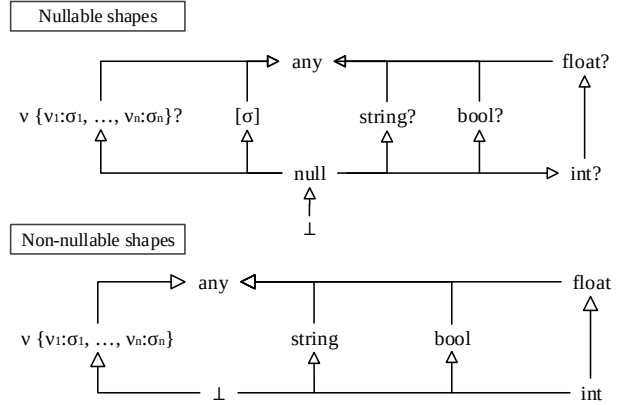 Nullable shapes
any float?
ν {ν₁:σ₁, …, νₙ:σₙ}? [σ] string? bool?
null int?
⊥
Non-nullable shapes
any float
ν {ν₁:σ₁, …, νₙ:σₙ} string bool
⊥ int